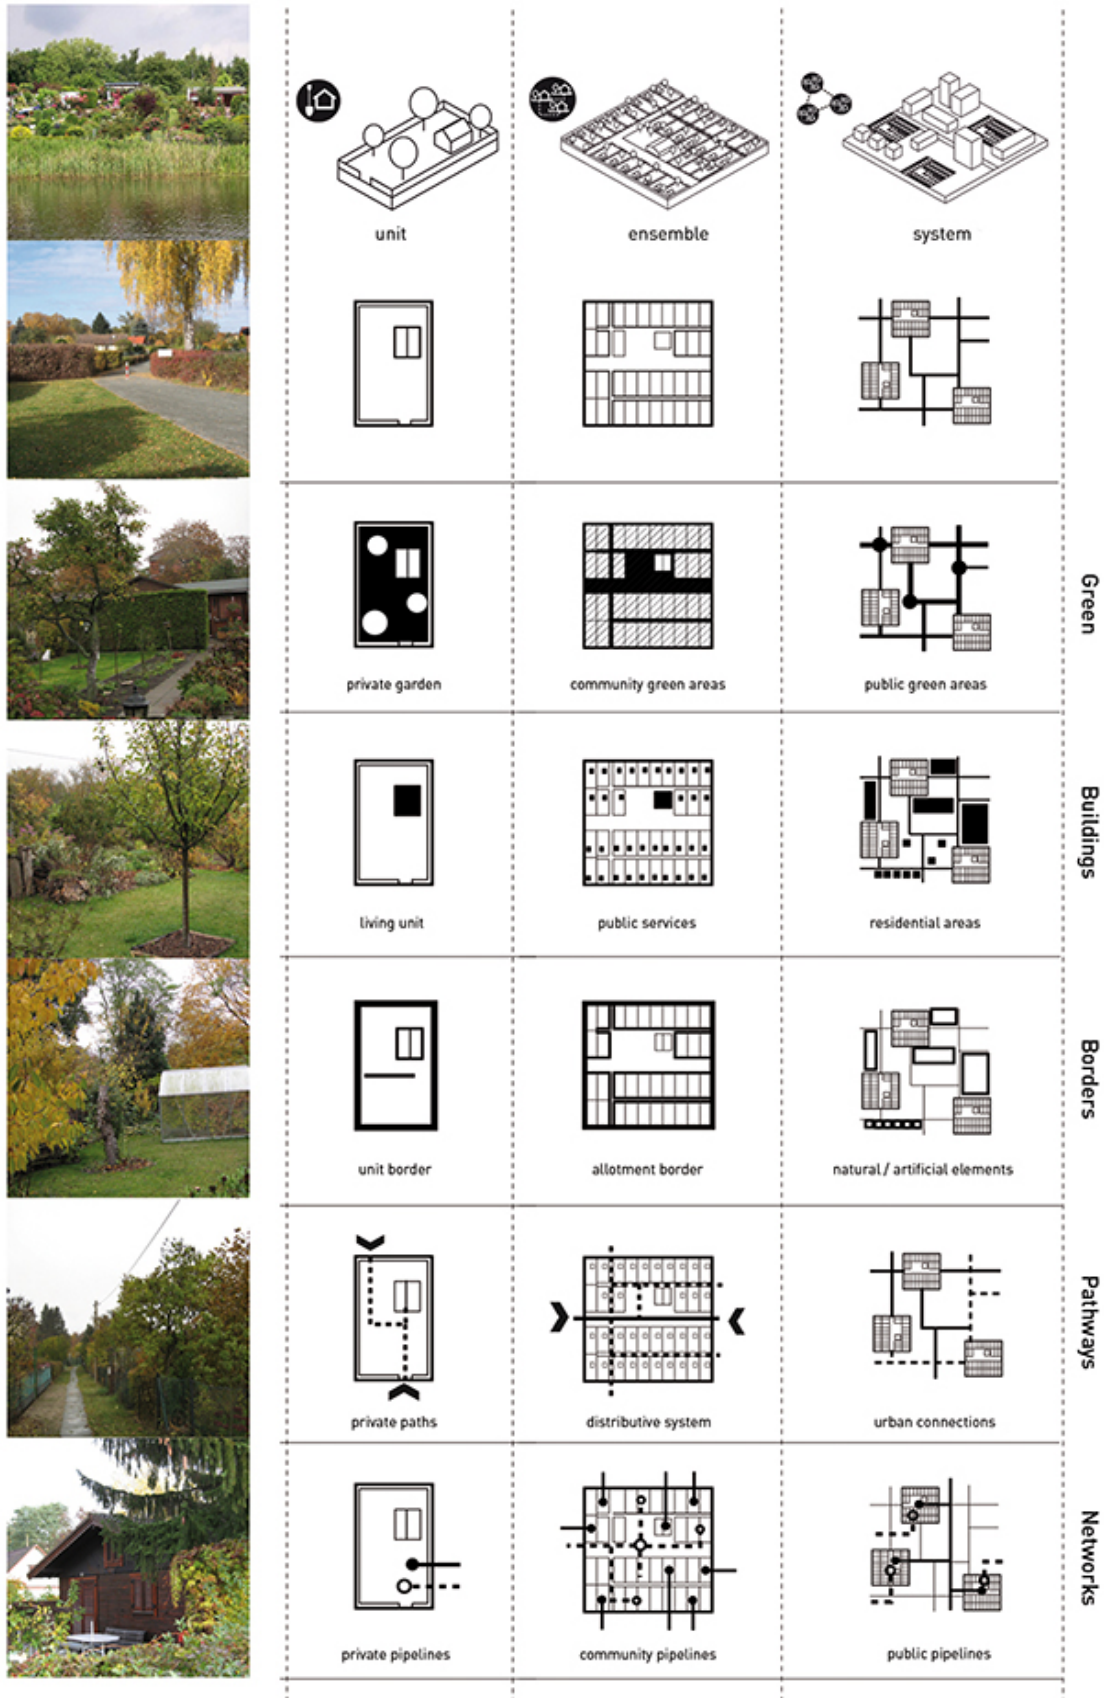 unit
ensemble
system
Green
private garden
community green areas
public green areas
Buildings
living unit
public services
residential areas
Borders
unit border
allotment border
natural / artificial elements
Pathways
private paths
distributive system
urban connections
Networks
private pipelines
community pipelines
public pipelines